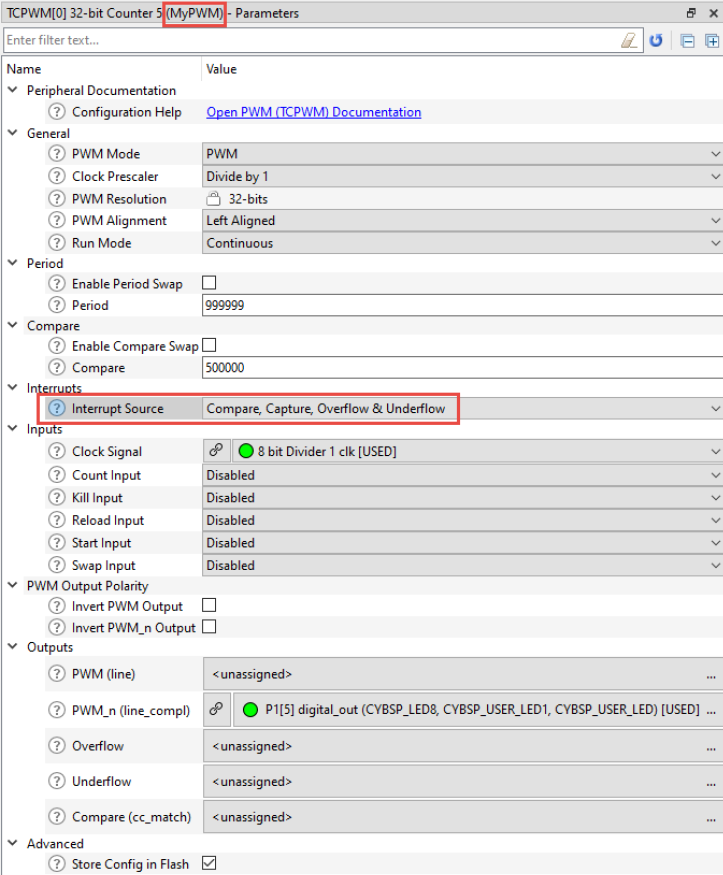 TCPWM[0] 32-bit Counter 5 (MyPWM) - Parameters
Enter filter text...
Name Value
Peripheral Documentation
? Configuration Help Open PWM (TCPWM) Documentation
General
? PWM Mode PWM
? Clock Prescaler Divide by 1
? PWM Resolution 32-bits
? PWM Alignment Left Aligned
? Run Mode Continuous
Period
? Enable Period Swap
? Period 999999
Compare
? Enable Compare Swap
? Compare 500000
Interrupts
? Interrupt Source Compare, Capture, Overflow & Underflow
Inputs
? Clock Signal 8 bit Divider 1 clk [USED]
? Count Input Disabled
? Kill Input Disabled
? Reload Input Disabled
? Start Input Disabled
? Swap Input Disabled
PWM Output Polarity
? Invert PWM Output
? Invert PWM_n Output
Outputs
? PWM (line) <unassigned> ...
? PWM_n (line_compl) P1[5] digital_out (CYBSP_LED8, CYBSP_USER_LED1, CYBSP_USER_LED) [USED] ...
? Overflow <unassigned> ...
? Underflow <unassigned> ...
? Compare (cc_match) <unassigned> ...
Advanced
? Store Config in Flash